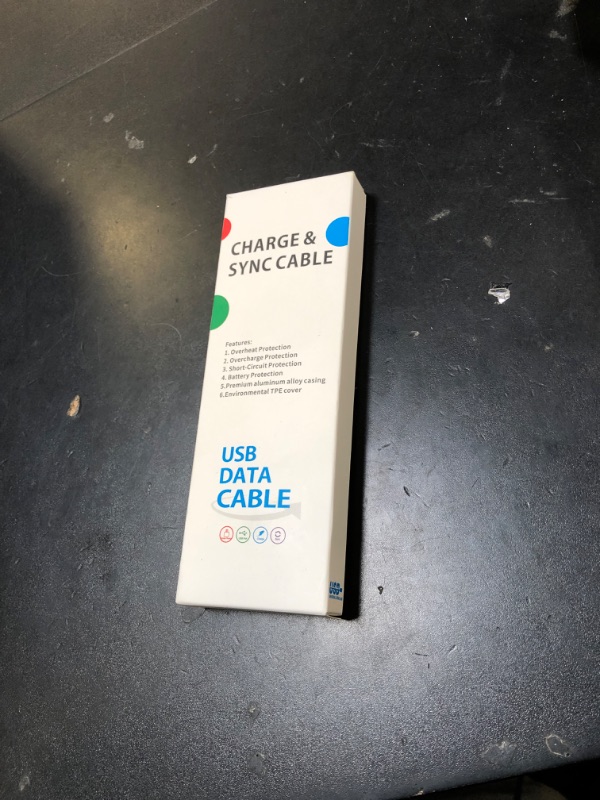 CHARGE &
SYNC CABLE
Features:
1. Overheat Protection
2. Overcharge Protection
3. Short-Circuit Protection
4. Battery Protection
5.Premium aluminum alloy casing
6.Environmental TPE cover
USB
DATA
CABLE